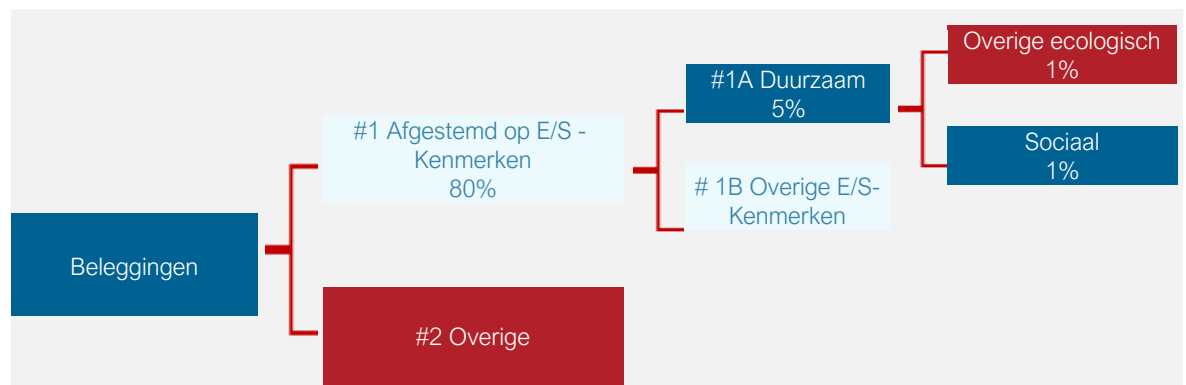 Beleggingen
#1 Afgestemd op E/S -
Kenmerken
80%
#2 Overige
#1A Duurzaam
5%
# 1B Overige E/S-
Kenmerken
Overige ecologisch
1%
Sociaal
1%